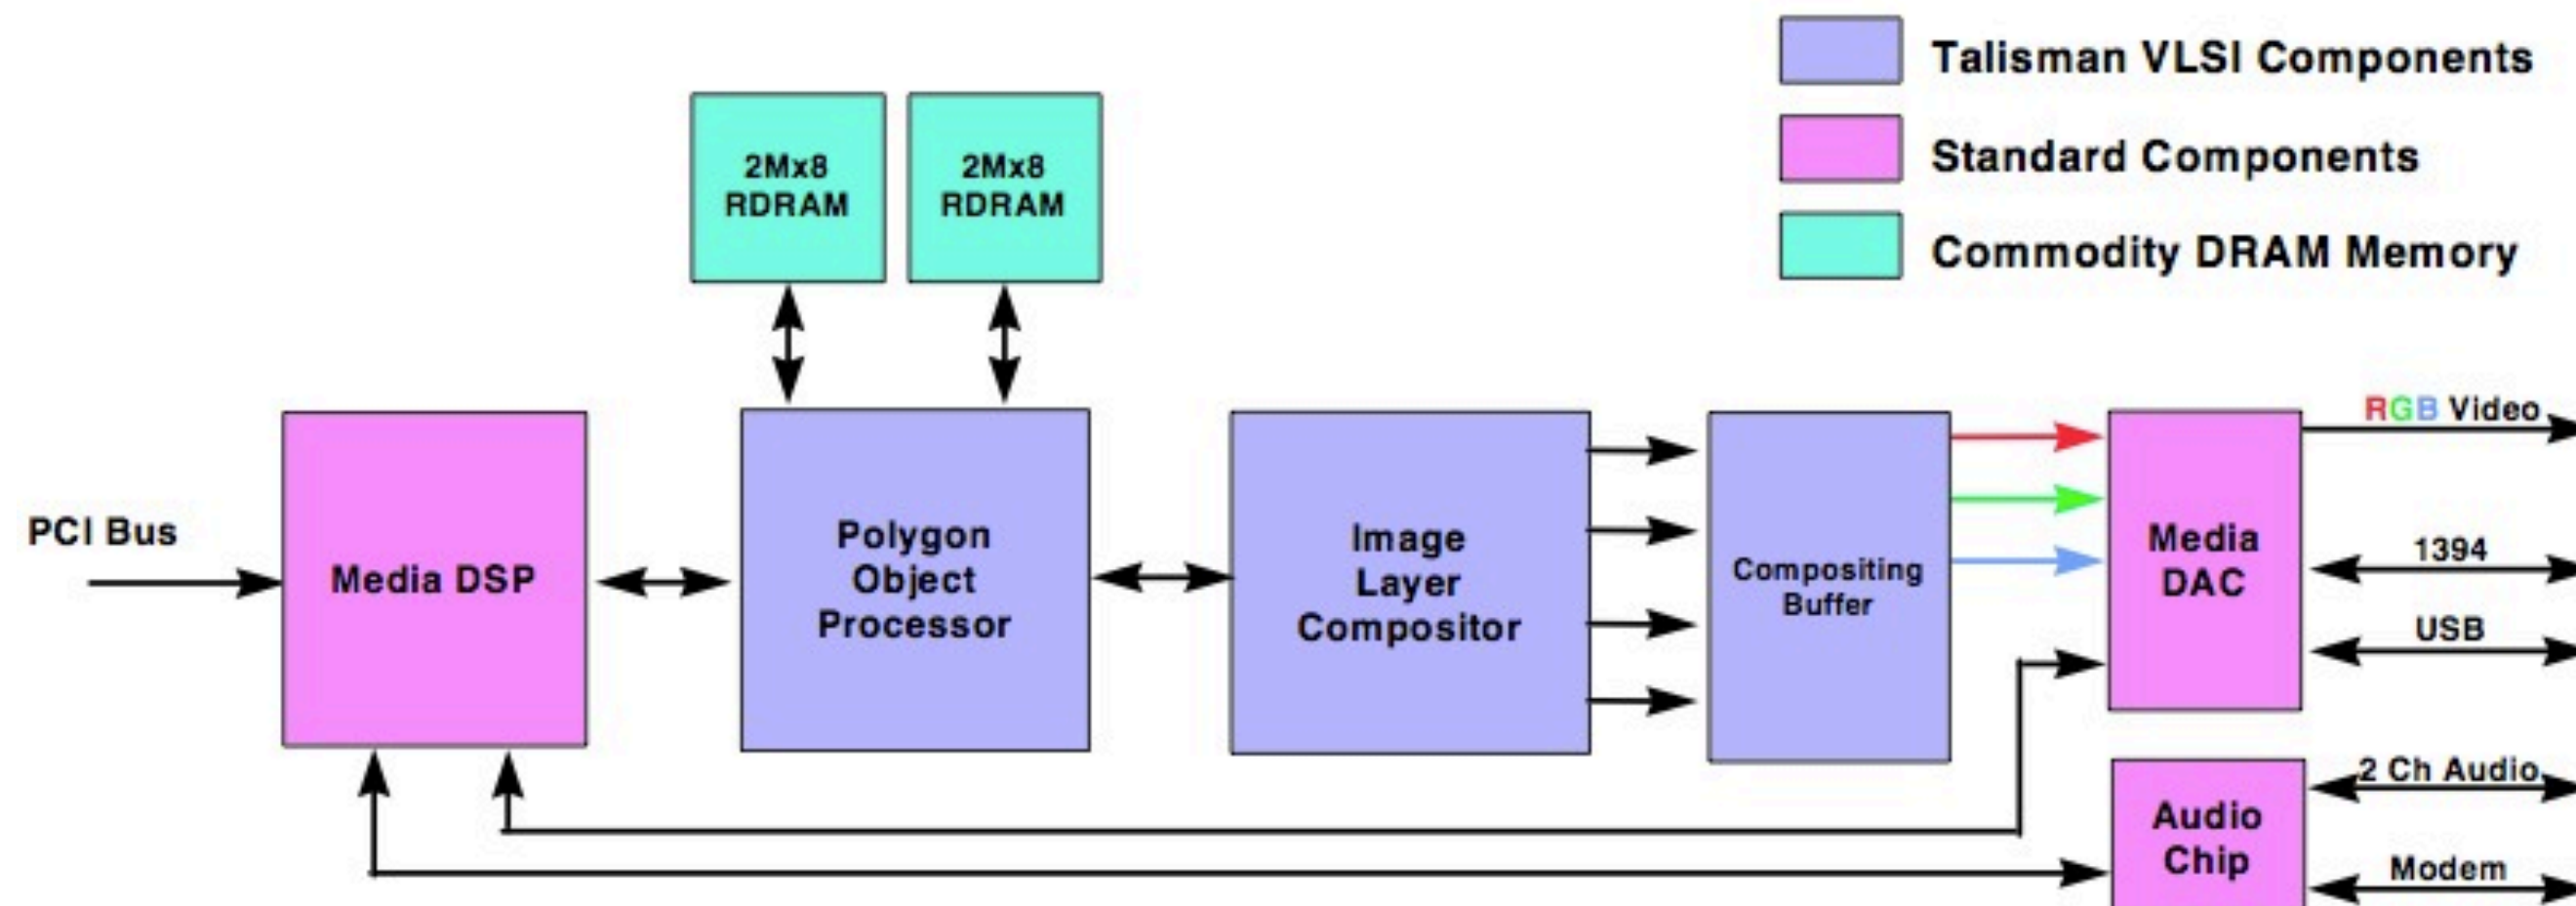 Talisman VLSI Components
Standard Components
Commodity DRAM Memory
2Mx8
RDRAM
2Mx8
RDRAM
PCI Bus
Media DSP
Polygon
Object
Processor
Image
Layer
Compositor
Compositing
Buffer
Media
DAC
RGB Video
1394
USB
Audio
Chip
2 Ch Audio
Modem